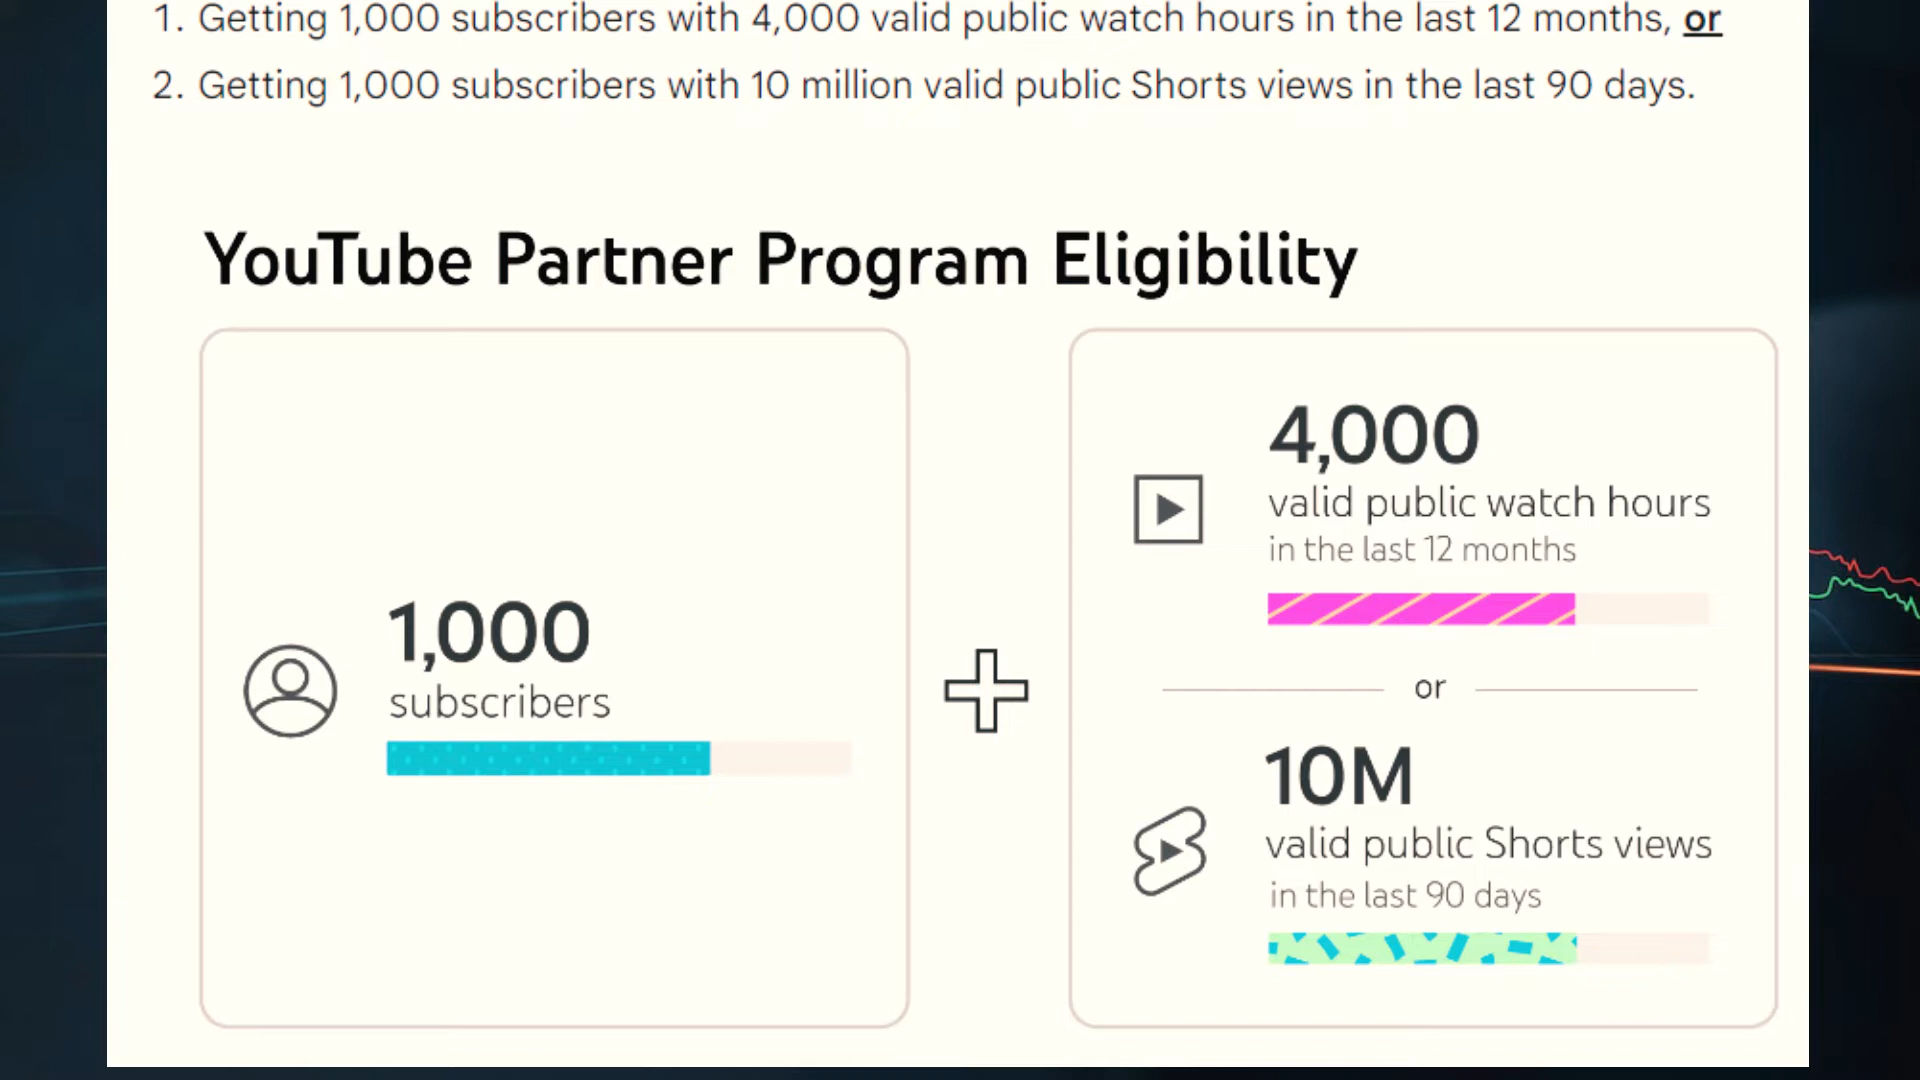 1. Getting 1,000 subscribers with 4,000 valid public watch hours in the last 12 months, or
2. Getting 1,000 subscribers with 10 million valid public Shorts views in the last 90 days.
YouTube Partner Program Eligibility
1,000
subscribers
4,000
valid public watch hours
in the last 12 months
or
10M
valid public Shorts views
in the last 90 days